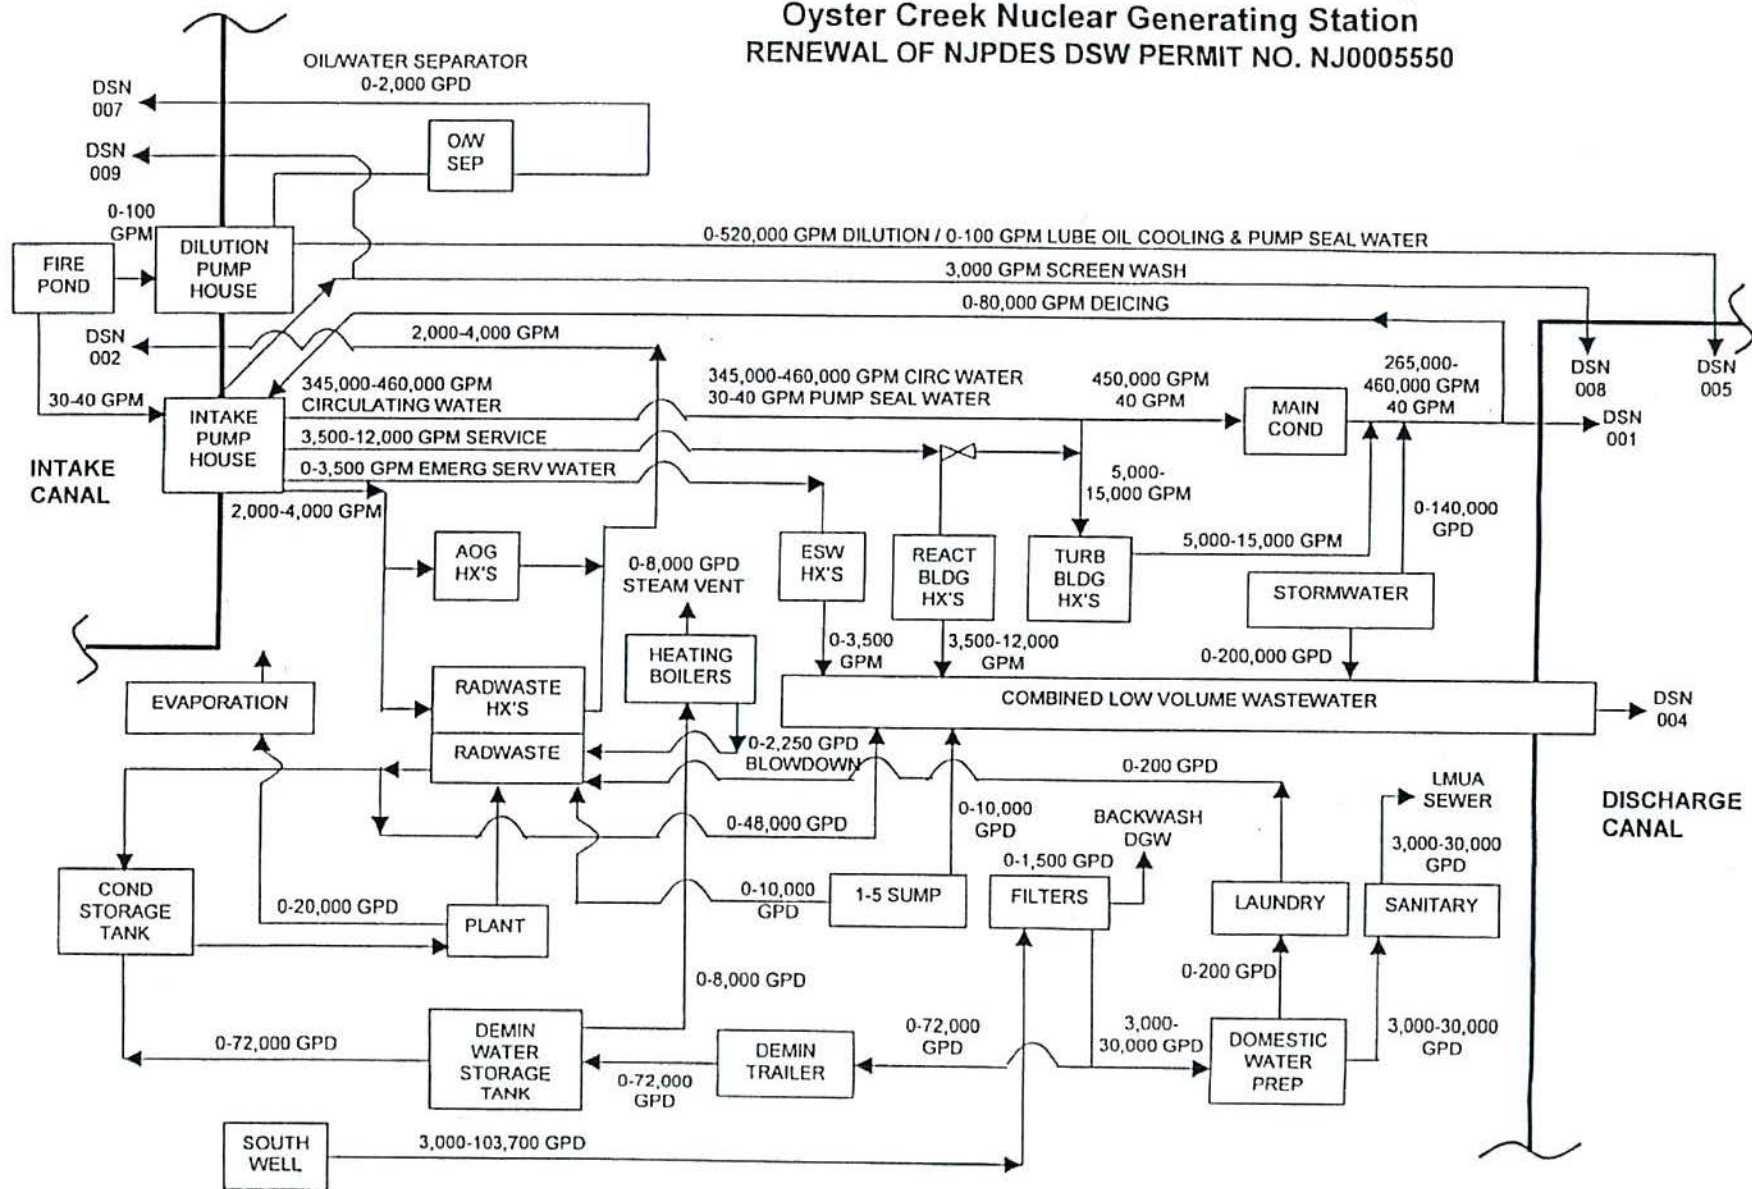 Oyster Creek Nuclear Generating Station
RENEWAL OF NJPDES DSW PERMIT NO. NJ0005550
OIL/WATER SEPARATOR
0-2,000 GPD
DSN
007
O/W
SEP
DSN
009
0-100
GPM
FIRE
POND
DILUTION
PUMP
HOUSE
0-520,000 GPM DILUTION / 0-100 GPM LUBE OIL COOLING & PUMP SEAL WATER
3,000 GPM SCREEN WASH
0-80,000 GPM DEICING
DSN
002
2,000-4,000 GPM
DSN
008
DSN
005
30-40 GPM
INTAKE
PUMP
HOUSE
345,000-460,000 GPM
CIRCULATING WATER
345,000-460,000 GPM CIRC WATER
30-40 GPM PUMP SEAL WATER
450,000 GPM
40 GPM
MAIN
COND
265,000-
460,000 GPM
40 GPM
DSN
001
3,500-12,000 GPM SERVICE
0-3,500 GPM EMERG SERV WATER
2,000-4,000 GPM
INTAKE
CANAL
5,000-
15,000 GPM
0-140,000
GPD
AOG
HX'S
0-8,000 GPD
STEAM VENT
ESW
HX'S
REACT
BLDG
HX'S
TURB
BLDG
HX'S
5,000-15,000 GPM
STORMWATER
HEATING
BOILERS
0-3,500
GPM
3,500-12,000
GPM
0-200,000 GPD
EVAPORATION
RADWASTE
HX'S
COMBINED LOW VOLUME WASTEWATER
DSN
004
RADWASTE
0-2,250 GPD
BLOWDOWN
0-200 GPD
LMUA
SEWER
DISCHARGE
CANAL
0-48,000 GPD
0-10,000
GPD
BACKWASH
DGW
3,000-30,000
GPD
0-1,500 GPD
COND
STORAGE
TANK
0-20,000 GPD
PLANT
0-10,000
GPD
1-5 SUMP
FILTERS
LAUNDRY
SANITARY
0-8,000 GPD
0-200 GPD
0-72,000 GPD
DEMIN
WATER
STORAGE
TANK
0-72,000
GPD
DEMIN
TRAILER
0-72,000
GPD
3,000-
30,000 GPD
DOMESTIC
WATER
PREP
3,000-30,000
GPD
SOUTH
WELL
3,000-103,700 GPD